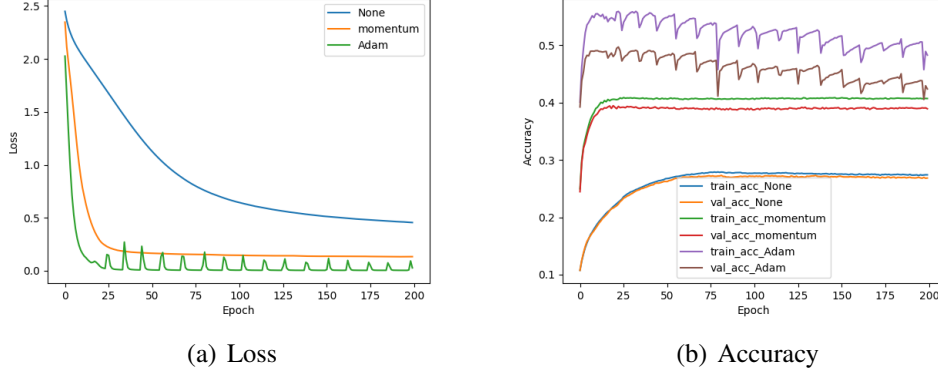 None
momentum
Adam
2.5
2.0
1.5
1.0
0.5
0.0
Loss
0 25 50 75 100 125 150 175 200
Epoch
(a) Loss
0.5
0.4
0.3
0.2
0.1
Accuracy
train_acc_None
val_acc_None
train_acc_momentum
val_acc_momentum
train_acc_Adam
val_acc_Adam
0 25 50 75 100 125 150 175 200
Epoch
(b) Accuracy